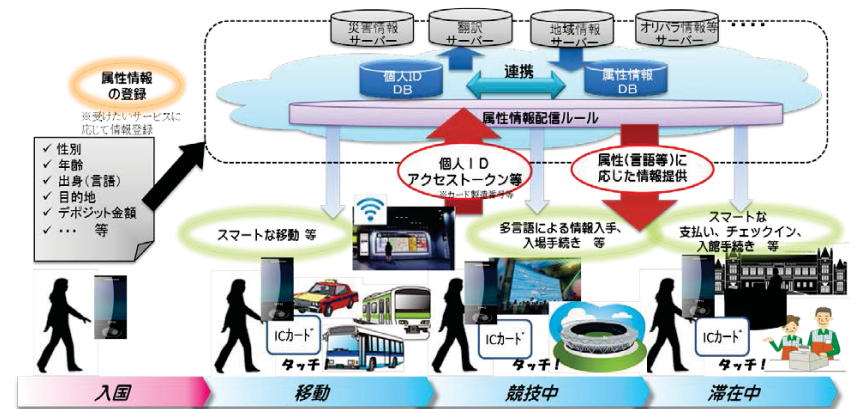 災害情報
サーバー
翻訳
サーバー
地域情報
サーバー
オリパラ情報等
サーバー
・・・・
属性情報
の登録
※受けたいサービスに
応じて情報登録
個人ID
DB
連携
属性情報
DB
属性情報配信ルール
✓ 性別
✓ 年齢
✓ 出身（言語）
✓ 目的地
✓ デポジット金額
✓ ・・・ 等
個人ＩＤ
アクセストークン等
※カード製造番号等
属性（言語等）に
応じた情報提供
スマートな移動 等
多言語による情報入手、
入場手続き 等
スマートな
支払い、チェックイン、
入館手続き 等
ICｶｰﾄﾞ
タッチ！
ICｶｰﾄﾞ
タッチ！
ICｶｰﾄﾞ
タッチ！
入国
移動
競技中
滞在中